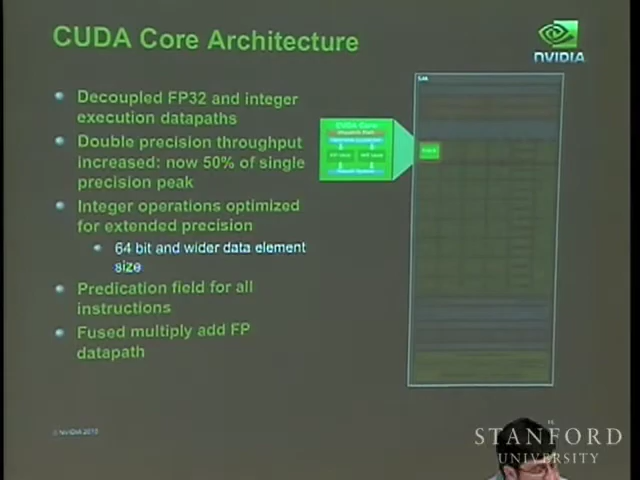 CUDA Core Architecture
NVIDIA
Decoupled FP32 and integer
execution datapaths
Double precision throughput
increased: now 50% of single
precision peak
Integer operations optimized
for extended precision
64 bit and wider data element
size
Predication field for all
instructions
Fused multiply add FP
datapath
CUDA Core
© NVIDIA 2010
STANFORD
UNIVERSITY